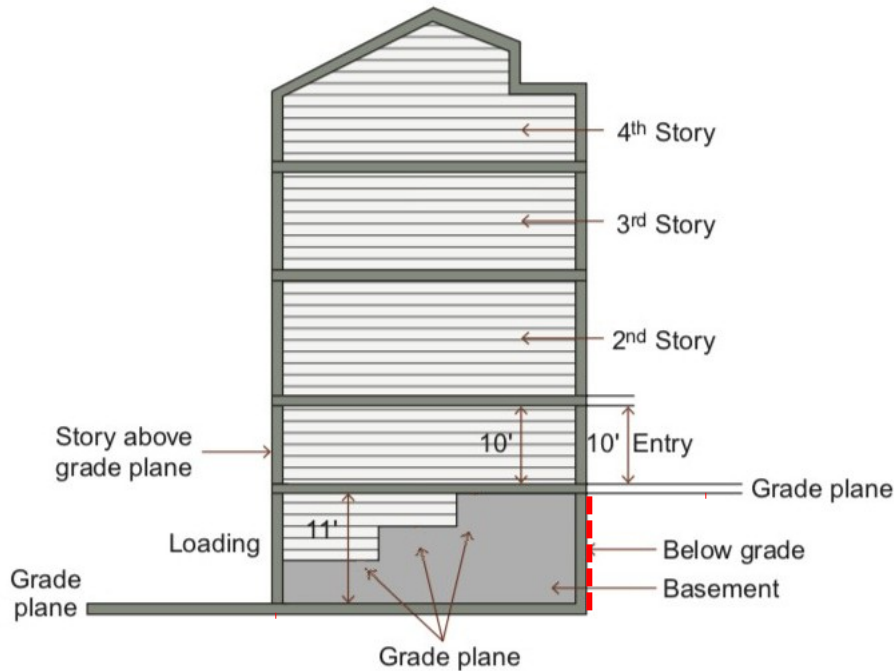 4th Story
3rd Story
2nd Story
Story above
grade plane
10'
10'
Entry
Grade plane
Loading
11'
Below grade
Basement
Grade
plane
Grade plane